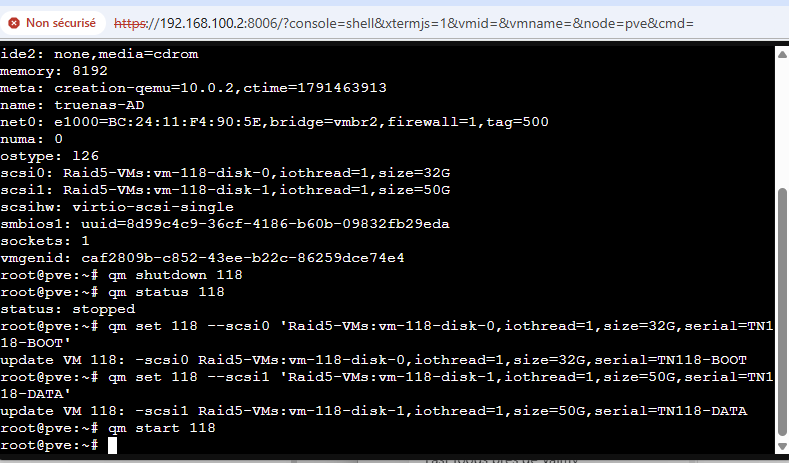 Non sécurisé https://192.168.100.2:8006/?console=shell&xtermjs=1&vmid=&vmname=&node=pve&cmd=
ide2: none,media=cdrom
memory: 8192
meta: creation-qemu=10.0.2,ctime=1791463913
name: truenas-AD
net0: e1000=BC:24:11:F4:90:5E,bridge=vmbr2,firewall=1,tag=500
numa: 0
ostype: l26
scsi0: Raid5-VMs:vm-118-disk-0,iothread=1,size=32G
scsi1: Raid5-VMs:vm-118-disk-1,iothread=1,size=50G
scsihw: virtio-scsi-single
smbios1: uuid=8d99c4c9-36cf-4186-b60b-09832fb29eda
sockets: 1
vmgenid: caf2809b-c852-43ee-b22c-86259dce74e4
root@pve:~# qm shutdown 118
root@pve:~# qm status 118
status: stopped
root@pve:~# qm set 118 --scsi0 'Raid5-VMs:vm-118-disk-0,iothread=1,size=32G,serial=TN1
18-BOOT'
update VM 118: -scsi0 Raid5-VMs:vm-118-disk-0,iothread=1,size=32G,serial=TN118-BOOT
root@pve:~# qm set 118 --scsi1 'Raid5-VMs:vm-118-disk-1,iothread=1,size=50G,serial=TN1
18-DATA'
update VM 118: -scsi1 Raid5-VMs:vm-118-disk-1,iothread=1,size=50G,serial=TN118-DATA
root@pve:~# qm start 118
root@pve:~#